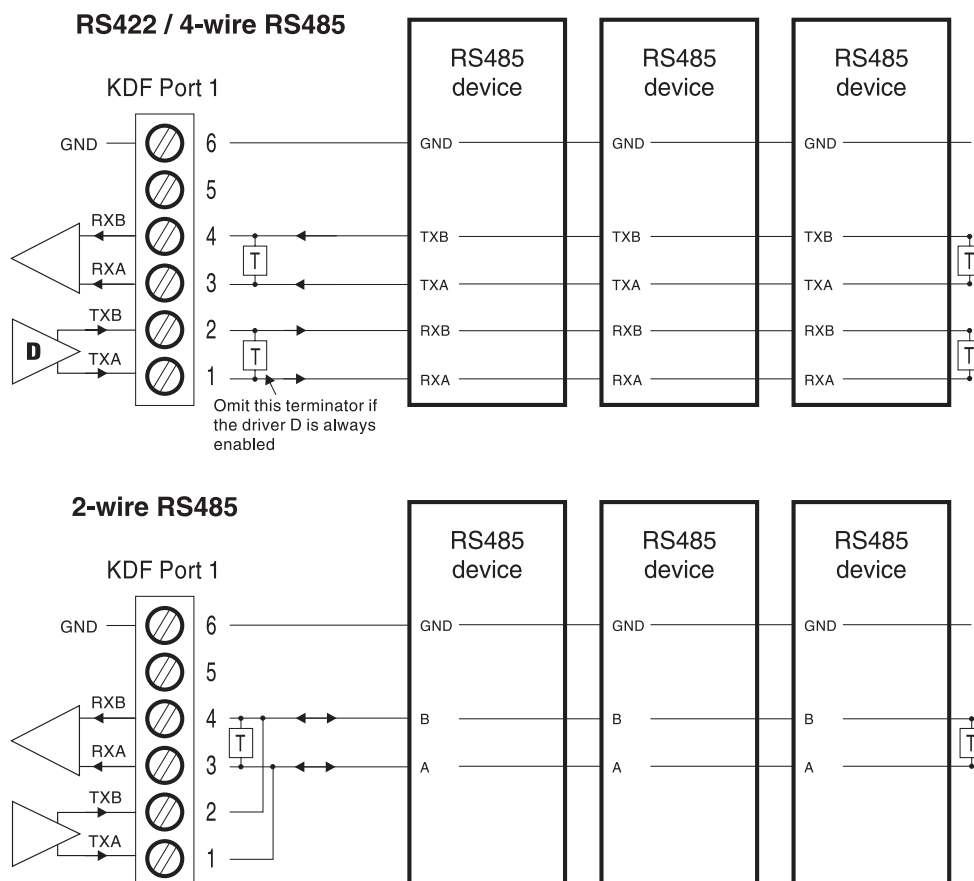 RS422 / 4-wire RS485
KDF Port 1
RS485
device
RS485
device
RS485
device
GND
6
GND
GND
GND
5
RXB
4
TXB
TXB
TXB
T
T
RXA
3
TXA
TXA
TXA
TXB
2
RXB
RXB
RXB
D
T
T
TXA
1
RXA
RXA
RXA
Omit this terminator if
the driver D is always
enabled
2-wire RS485
KDF Port 1
RS485
device
RS485
device
RS485
device
GND
6
GND
GND
GND
5
RXB
4
B
B
B
T
T
RXA
3
A
A
A
TXB
2
TXA
1